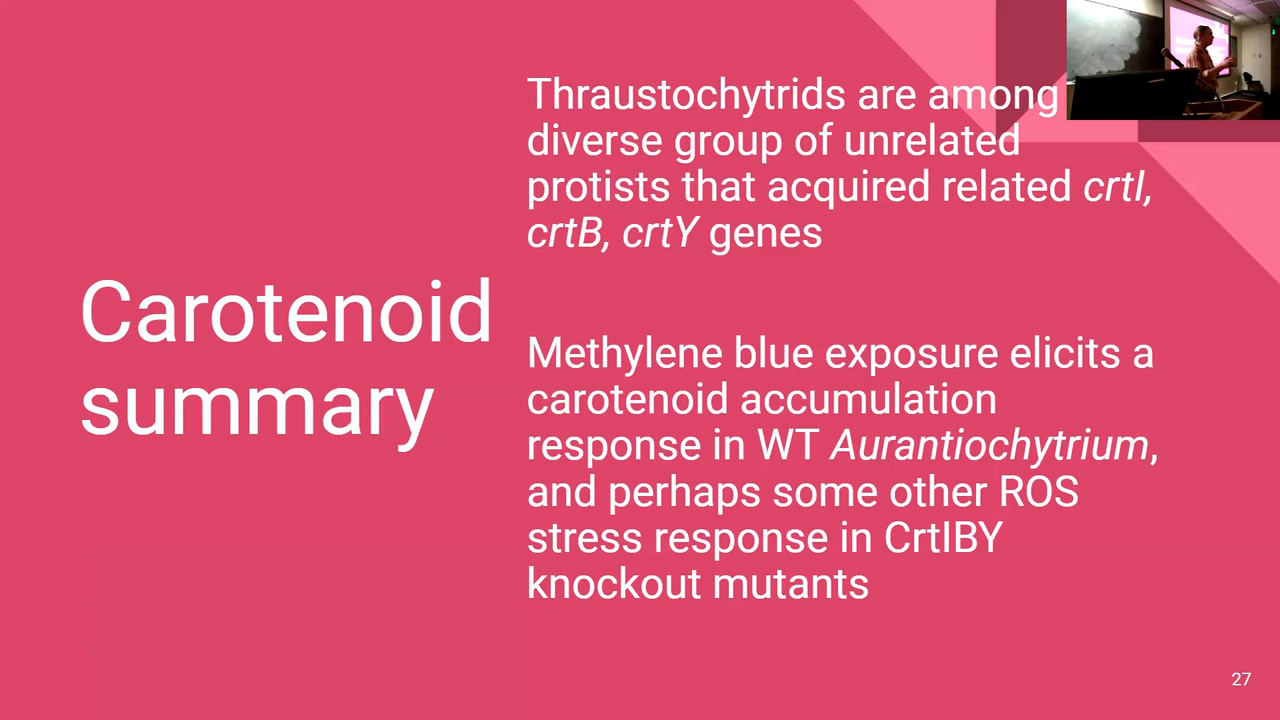 Thraustochytrids are among
diverse group of unrelated
protists that acquired related crtI,
crtB, crtY genes
Carotenoid
summary
Methylene blue exposure elicits a
carotenoid accumulation
response in WT Aurantiochytrium,
and perhaps some other ROS
stress response in CrtIBY
knockout mutants
27